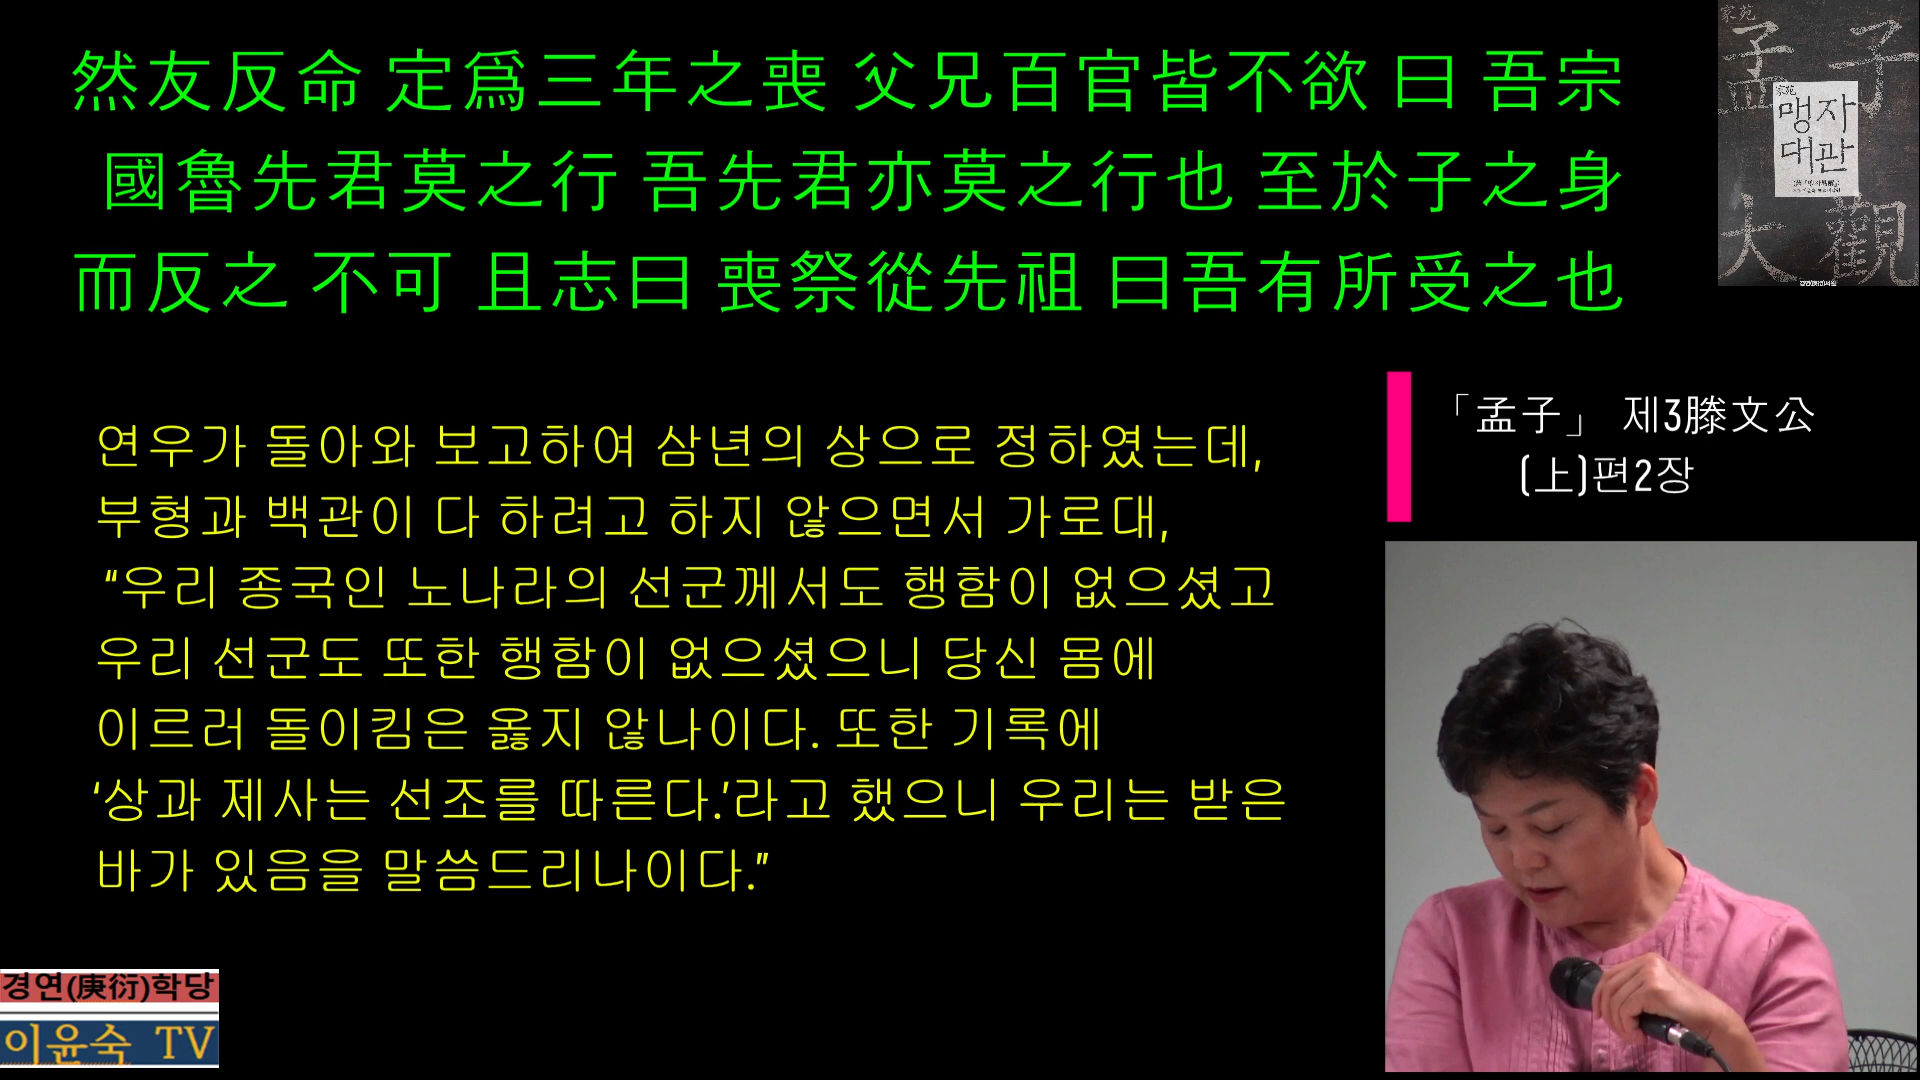 然友反命 定爲三年之喪 父兄百官皆不欲 曰 吾宗
國魯先君莫之行 吾先君亦莫之行也 至於子之身
而反之 不可 且志曰 喪祭從先祖 曰吾有所受之也
家苑
孟子
家苑
맹자
대관
大觀
「孟子」 제3滕文公
(上)편2장
연우가 돌아와 보고하여 삼년의 상으로 정하였는데,
부형과 백관이 다 하려고 하지 않으면서 가로대,
“우리 종국인 노나라의 선군께서도 행함이 없으셨고
우리 선군도 또한 행함이 없으셨으니 당신 몸에
이르러 돌이킴은 옳지 않나이다. 또한 기록에
‘상과 제사는 선조를 따른다.’라고 했으니 우리는 받은
바가 있음을 말씀드리나이다.”
경연(庚衍)학당
이윤숙 TV